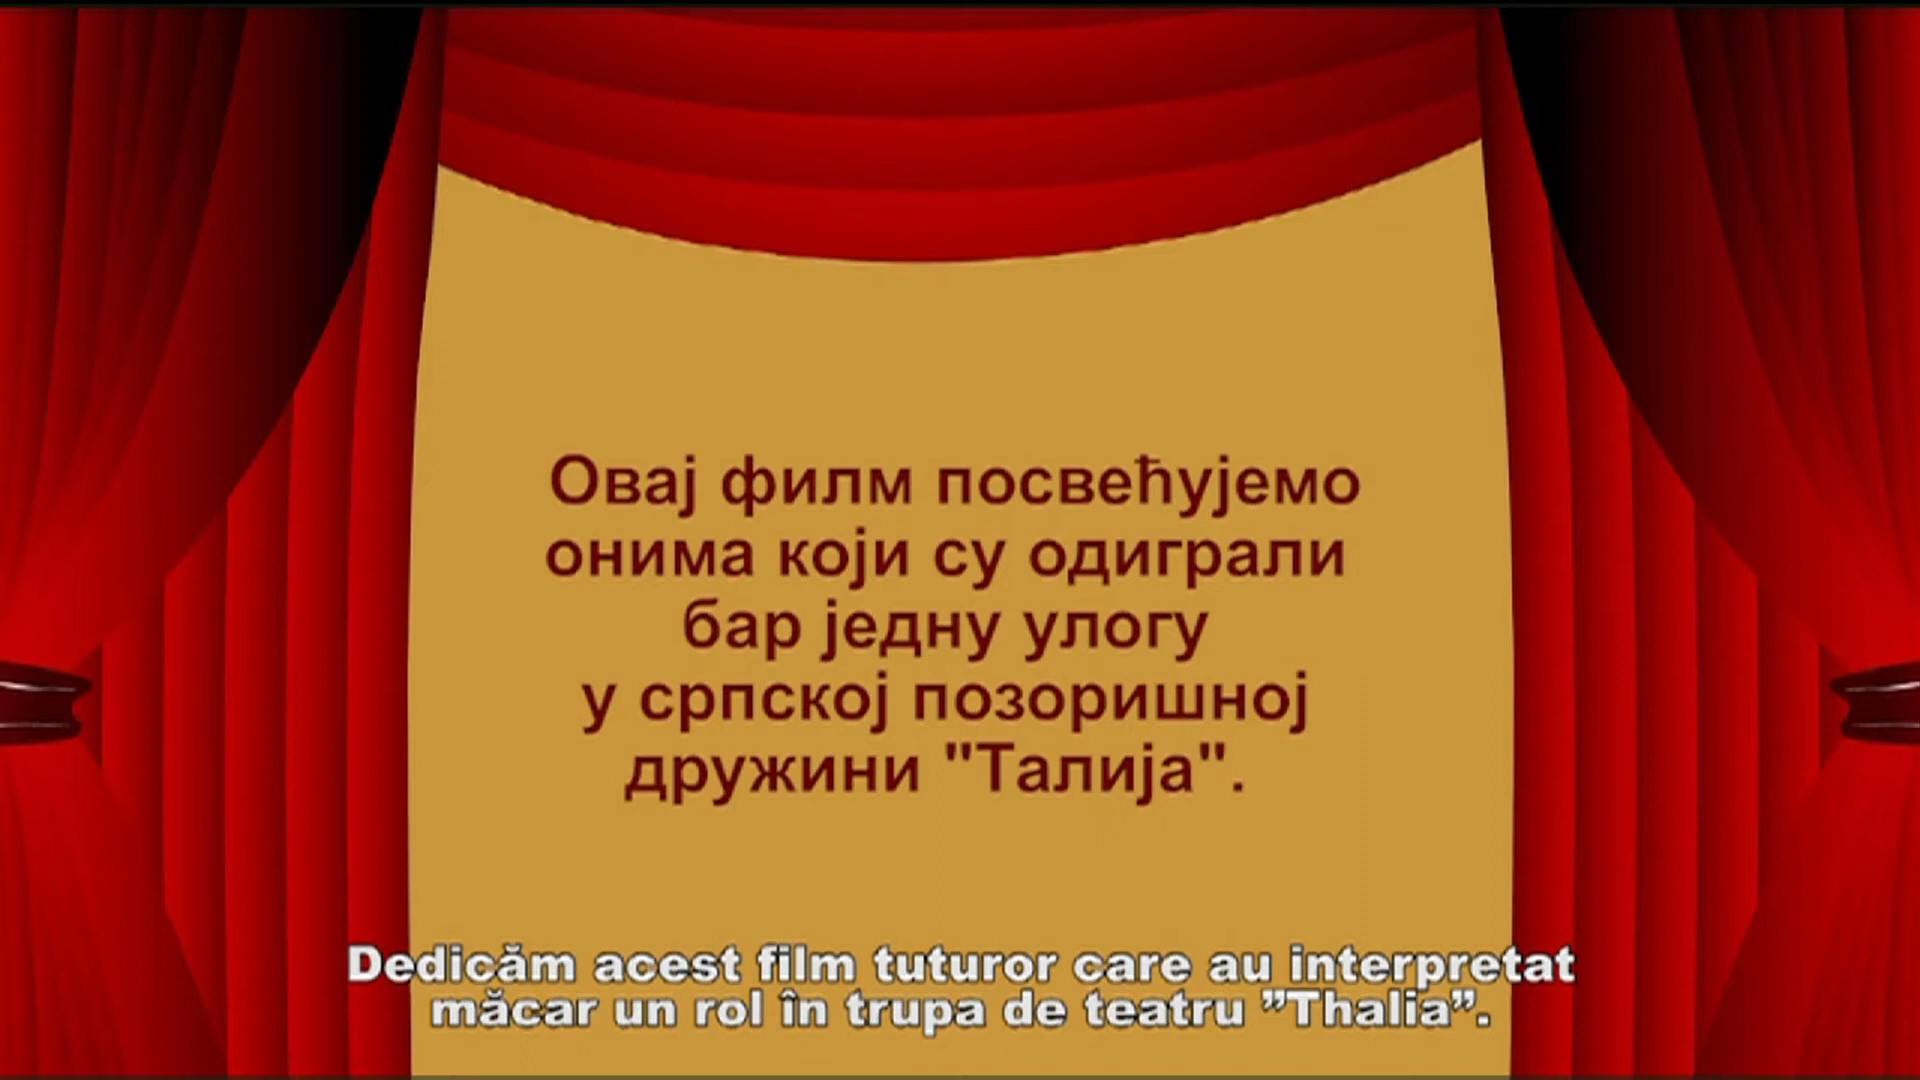 Овај филм посвећујемо
онима који су одиграли
бар једну улогу
у српској позоришној
дружини "Талија".
Dedicăm acest film tuturor care au interpretat
măcar un rol în trupa de teatru ”Thalia”.